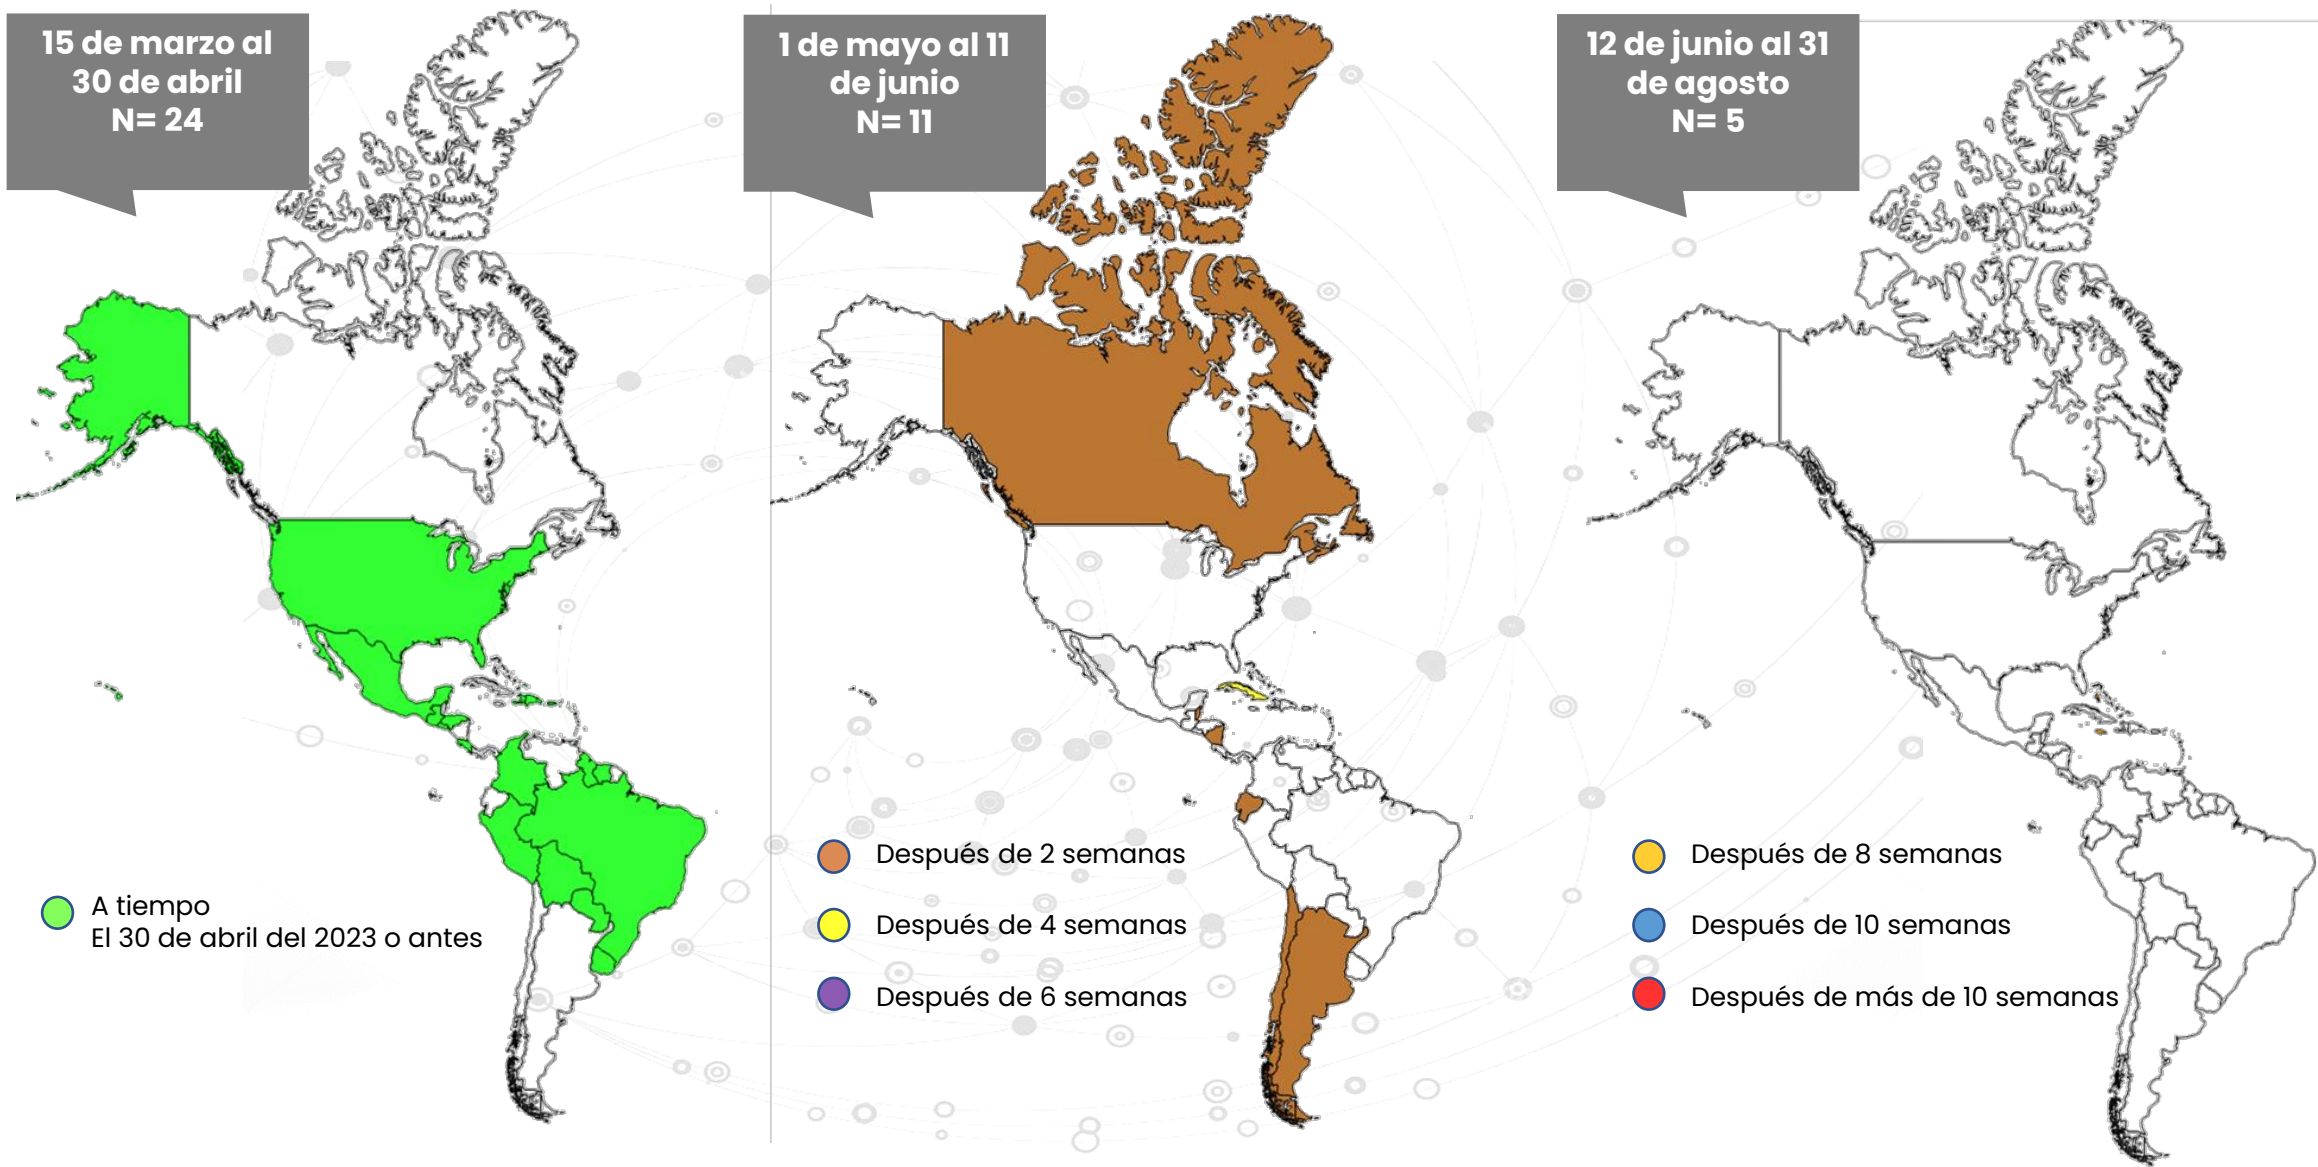 15 de marzo al
30 de abril
N= 24
1 de mayo al 11
de junio
N= 11
12 de junio al 31
de agosto
N= 5
A tiempo
El 30 de abril del 2023 o antes
Después de 2 semanas
Después de 4 semanas
Después de 6 semanas
Después de 8 semanas
Después de 10 semanas
Después de más de 10 semanas